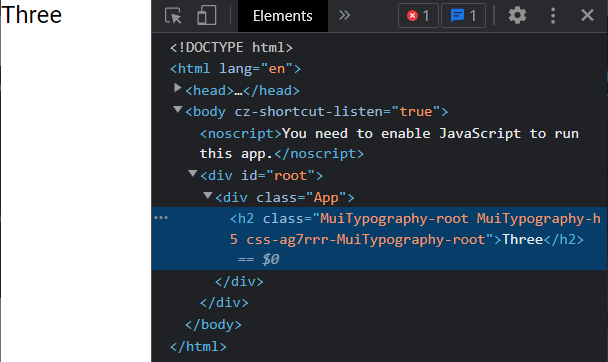 Three
Elements
1
1
<!DOCTYPE html>
<html lang="en">
<head>…</head>
<body cz-shortcut-listen="true">
<noscript>You need to enable JavaScript to run
this app.</noscript>
<div id="root">
<div class="App">
<h2 class="MuiTypography-root MuiTypography-h
5 css-ag7rrr-MuiTypography-root">Three</h2>
== $0
</div>
</div>
</body>
</html>